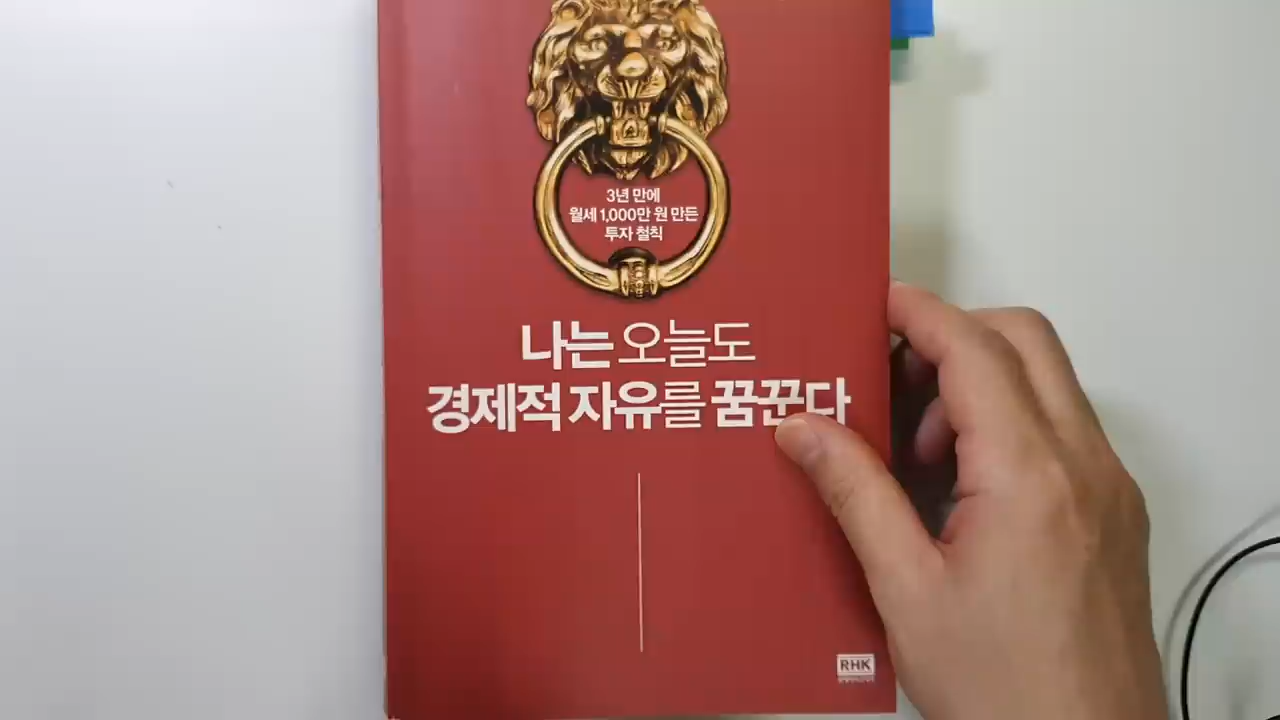 3년 만에
월세 1,000만 원 만든
투자 철칙
나는 오늘도
경제적 자유를 꿈꾼다
RHK